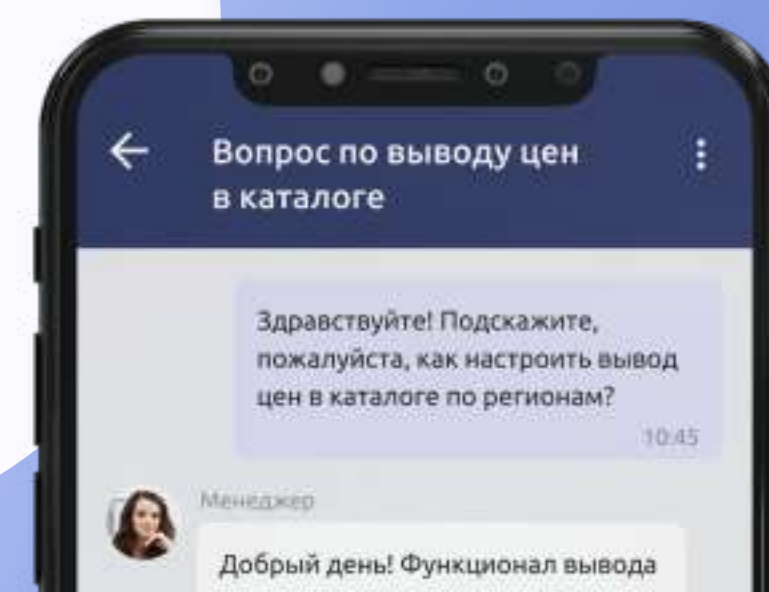 Вопрос по выводу цен
в каталоге
Здравствуйте! Подскажите,
пожалуйста, как настроить вывод
цен в каталоге по регионам?
10:45
Менеджер
Добрый день! Функционал вывода